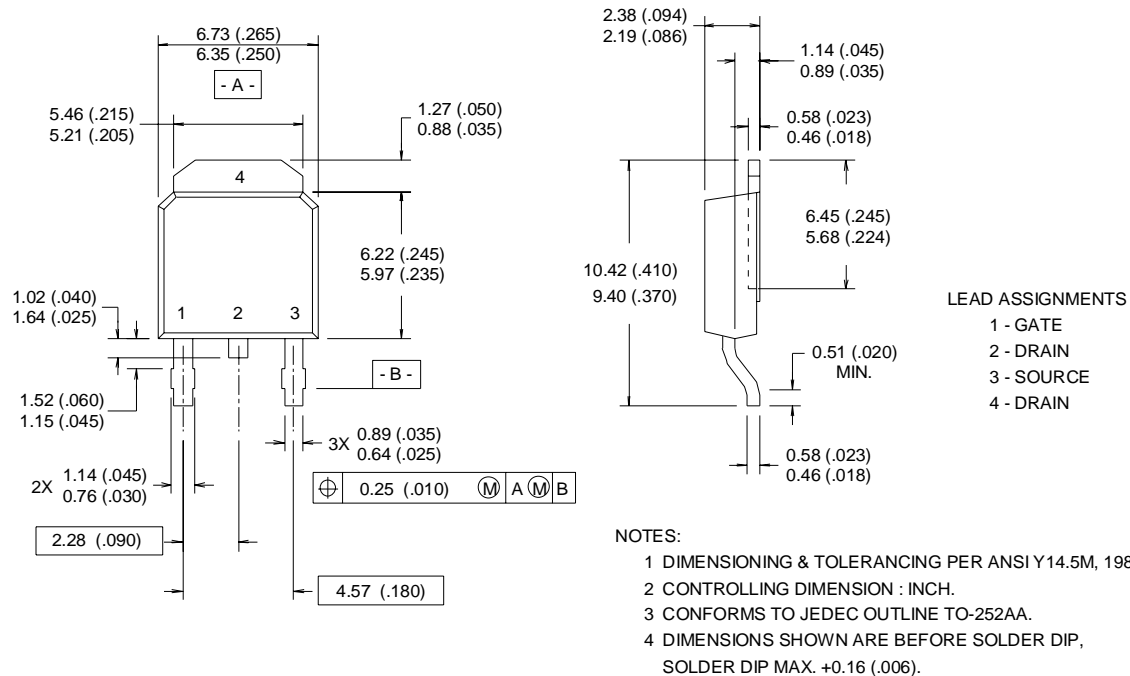 6.73 (.265)
6.35 (.250)
- A -
5.46 (.215)
5.21 (.205)
1.27 (.050)
0.88 (.035)
4
6.22 (.245)
5.97 (.235)
1.02 (.040)
1.64 (.025)
1 2 3
- B -
1.52 (.060)
1.15 (.045)
3X 0.89 (.035)
0.64 (.025)
2X 1.14 (.045)
0.76 (.030)
⌖ 0.25 (.010) Ⓜ A Ⓜ B
2.28 (.090)
4.57 (.180)
2.38 (.094)
2.19 (.086)
1.14 (.045)
0.89 (.035)
0.58 (.023)
0.46 (.018)
6.45 (.245)
5.68 (.224)
10.42 (.410)
9.40 (.370)
0.51 (.020)
MIN.
0.58 (.023)
0.46 (.018)
LEAD ASSIGNMENTS
1 - GATE
2 - DRAIN
3 - SOURCE
4 - DRAIN
NOTES:
1 DIMENSIONING & TOLERANCING PER ANSI Y14.5M, 198
2 CONTROLLING DIMENSION : INCH.
3 CONFORMS TO JEDEC OUTLINE TO-252AA.
4 DIMENSIONS SHOWN ARE BEFORE SOLDER DIP,
SOLDER DIP MAX. +0.16 (.006).